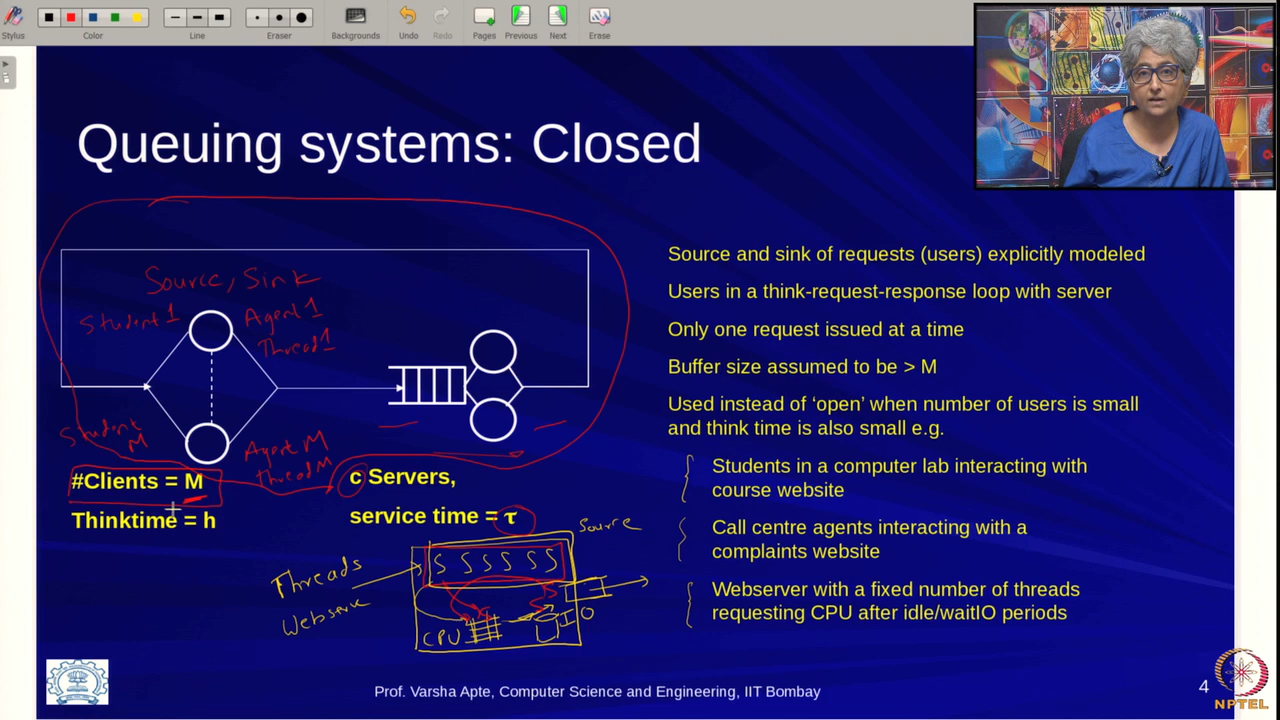 Stylus
Color
Line
Eraser
Backgrounds
Undo
Redo
Pages
Previous
Next
Erase
Queuing systems: Closed
Source, Sink
Student 1
Agent 1
Thread 1
Student M
Agent M
Thread M
#Clients = M
Thinktime = h
c Servers,
service time = τ
Source
Threads
CPU
IO
Source and sink of requests (users) explicitly modeled
Users in a think-request-response loop with server
Only one request issued at a time
Buffer size assumed to be > M
Used instead of ‘open’ when number of users is small
and think time is also small e.g.
Students in a computer lab interacting with
course website
Call centre agents interacting with a
complaints website
Webserver with a fixed number of threads
requesting CPU after idle/waitIO periods
Prof. Varsha Apte, Computer Science and Engineering, IIT Bombay
4
NPTEL
NPTEL